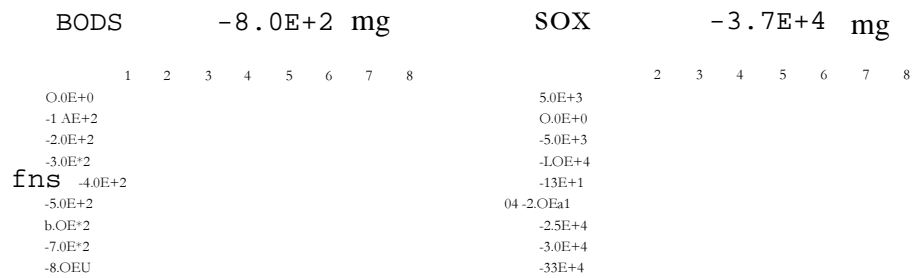 BODS -8.0E+2 mg
1 2 3 4 5 6 7 8
O.0E+0
-1 AE+2
-2.0E+2
-3.0E*2
fns -4.0E+2
-5.0E+2
b.OE*2
-7.0E*2
-8.OEU
SOX -3.7E+4 mg
2 3 4 5 6 7 8
5.0E+3
O.0E+0
-5.0E+3
-LOE+4
-13E+1
04 -2.OEa1
-2.5E+4
-3.0E+4
-33E+4